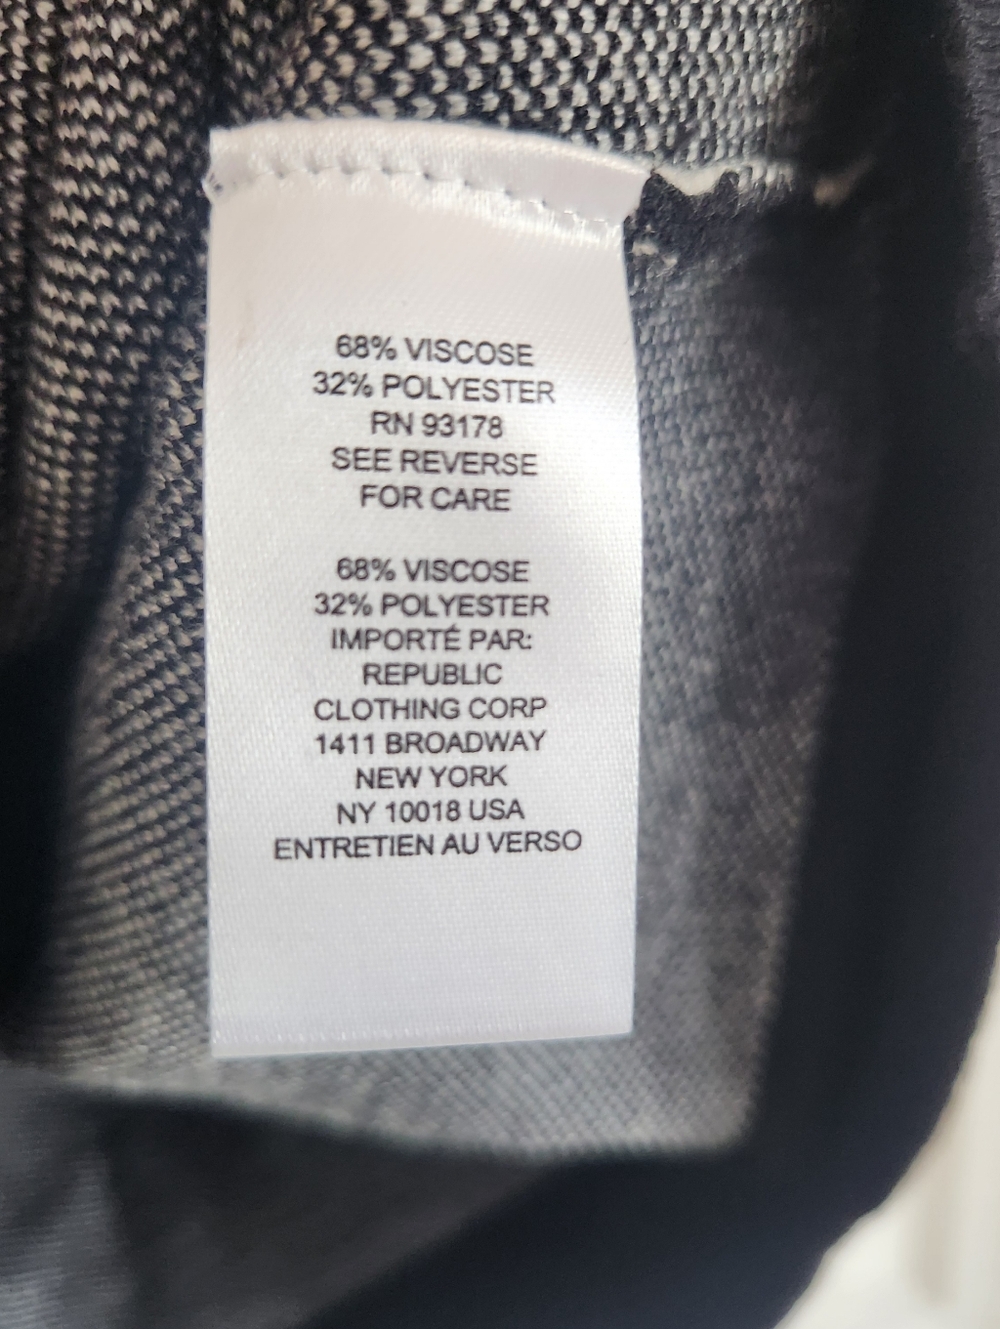 68% VISCOSE
32% POLYESTER
RN 93178
SEE REVERSE
FOR CARE
68% VISCOSE
32% POLYESTER
IMPORTÉ PAR:
REPUBLIC
CLOTHING CORP
1411 BROADWAY
NEW YORK
NY 10018 USA
ENTRETIEN AU VERSO